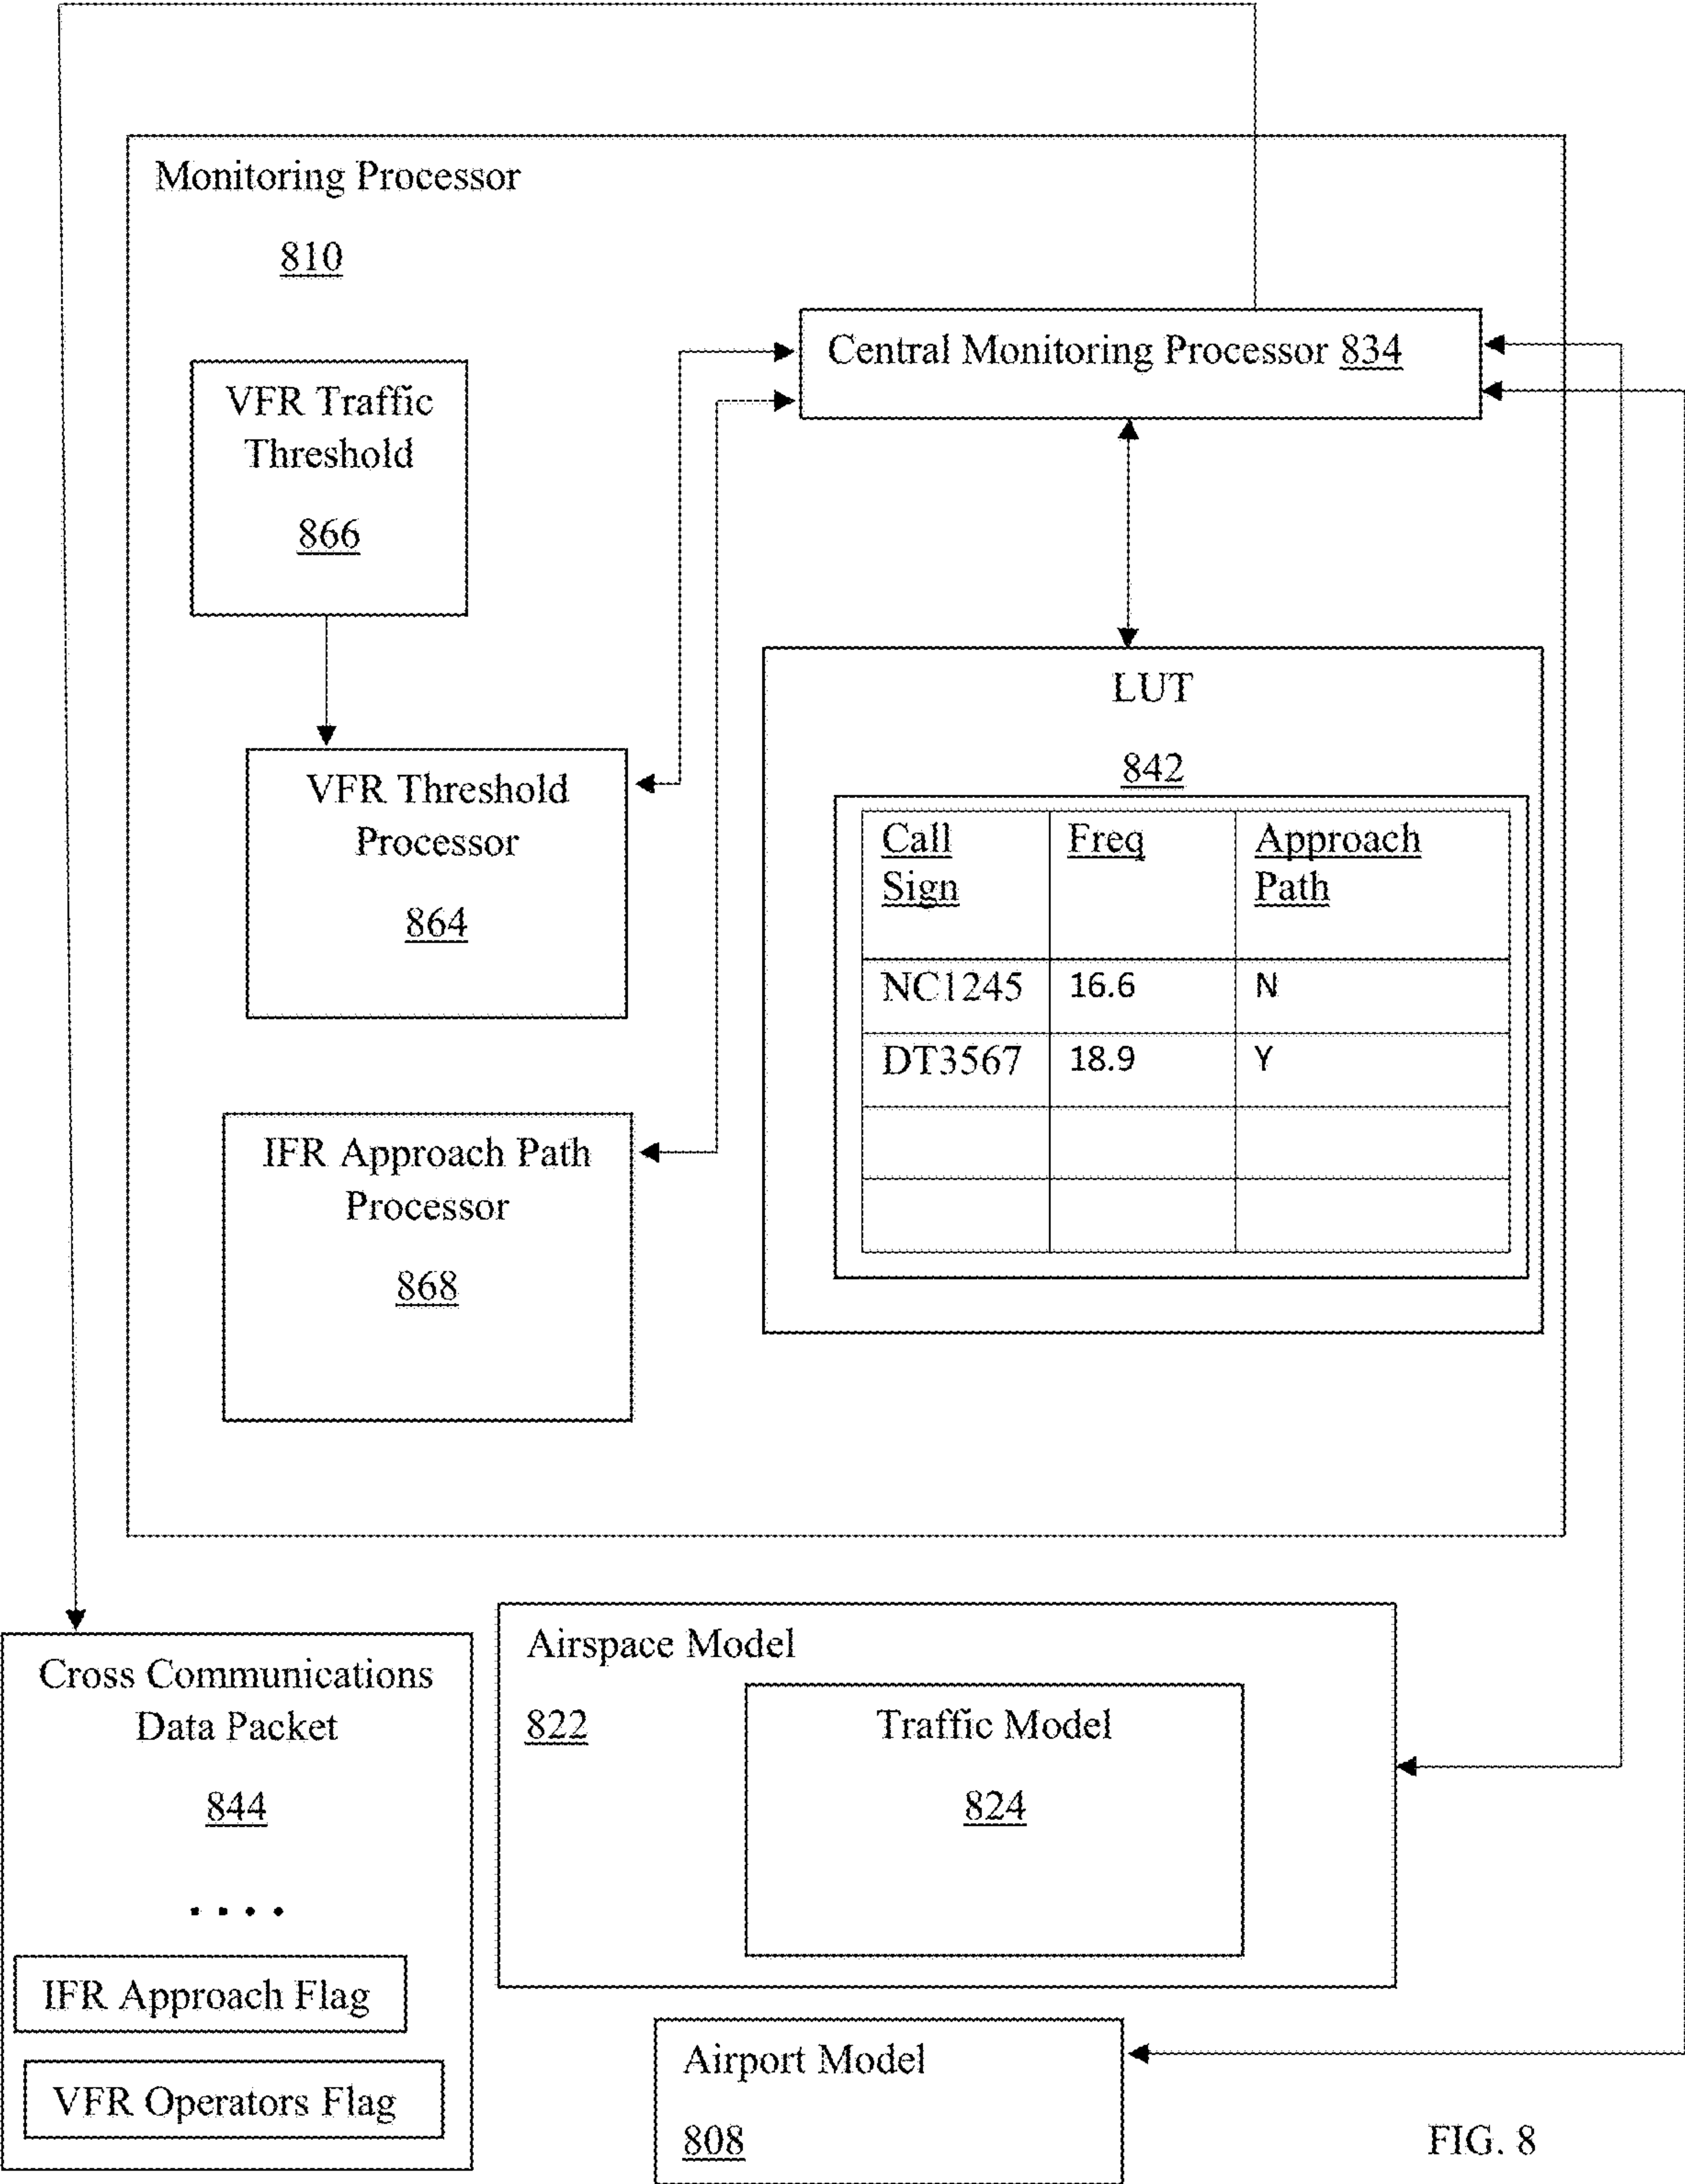 Monitoring Processor
810
Central Monitoring Processor 834
VFR Traffic
Threshold
866
LUT
842
VFR Threshold
Processor
864
Call
Sign
Freq
Approach
Path
NC1245 16.6 N
DT3567 18.9 Y
IFR Approach Path
Processor
868
Cross Communications
Data Packet
844
....
IFR Approach Flag
VFR Operators Flag
Airspace Model
822
Traffic Model
824
Airport Model
808
FIG. 8